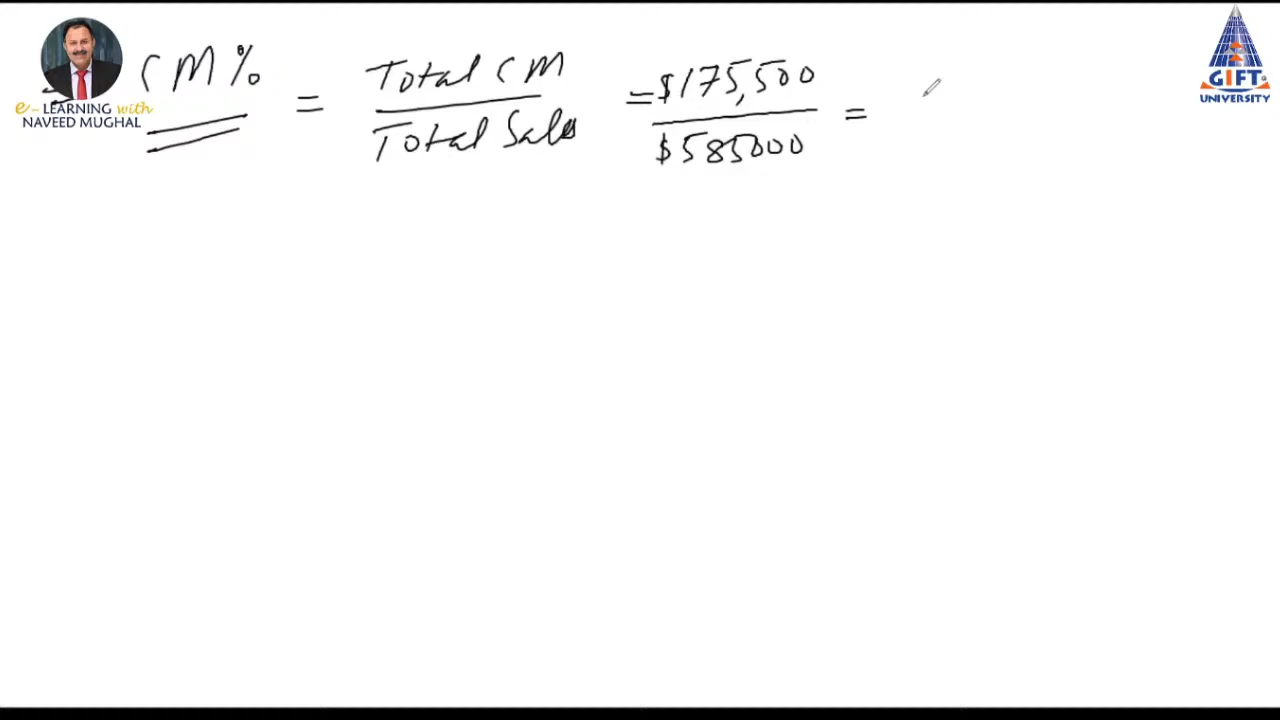 CM% = Total CM / Total Sales = $175,500 / $585000 =
e-LEARNING with
NAVEED MUGHAL
GIFT
UNIVERSITY